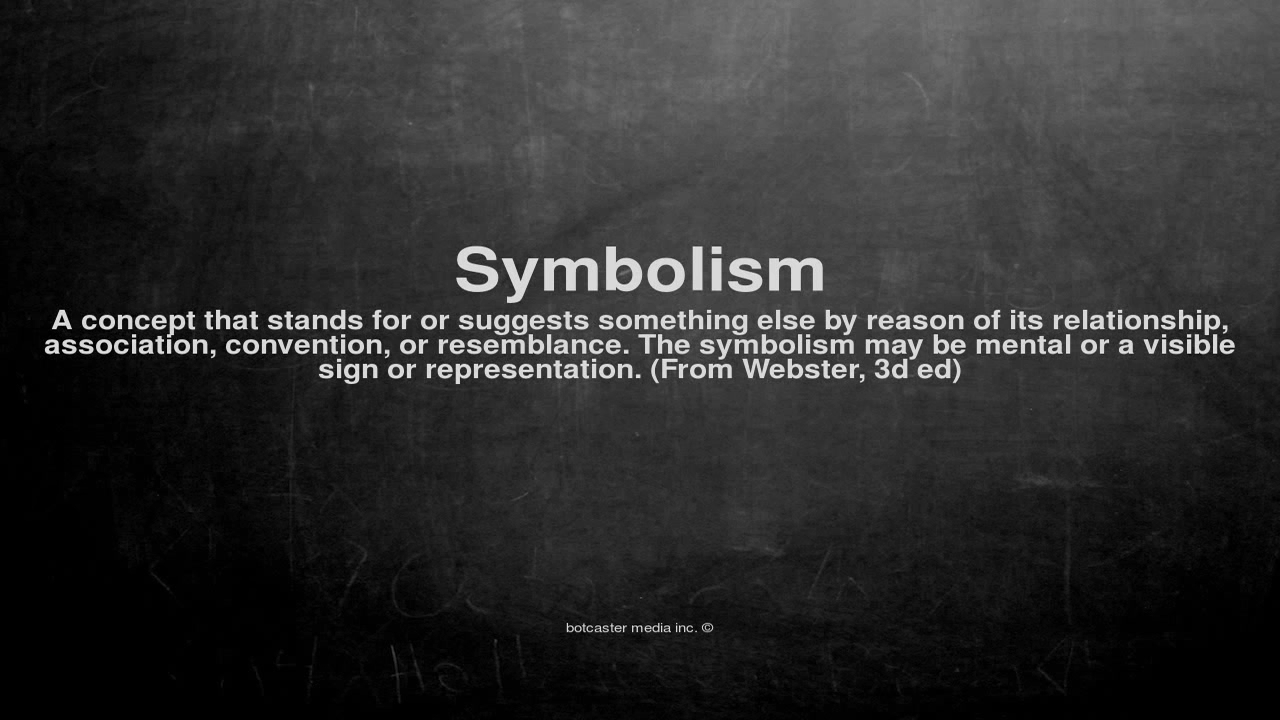 Symbolism
A concept that stands for or suggests something else by reason of its relationship,
association, convention, or resemblance. The symbolism may be mental or a visible
sign or representation. (From Webster, 3d ed)
botcaster media inc. ©